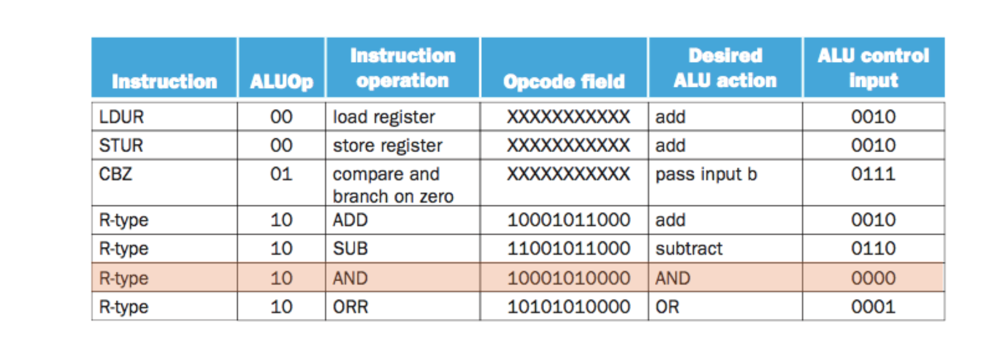 Instruction ALUOp Instruction operation Opcode field Desired ALU action ALU control input
LDUR 00 load register XXXXXXXXXXX add 0010
STUR 00 store register XXXXXXXXXXX add 0010
CBZ 01 compare and branch on zero XXXXXXXXXXX pass input b 0111
R-type 10 ADD 10001011000 add 0010
R-type 10 SUB 11001011000 subtract 0110
R-type 10 AND 10001010000 AND 0000
R-type 10 ORR 10101010000 OR 0001